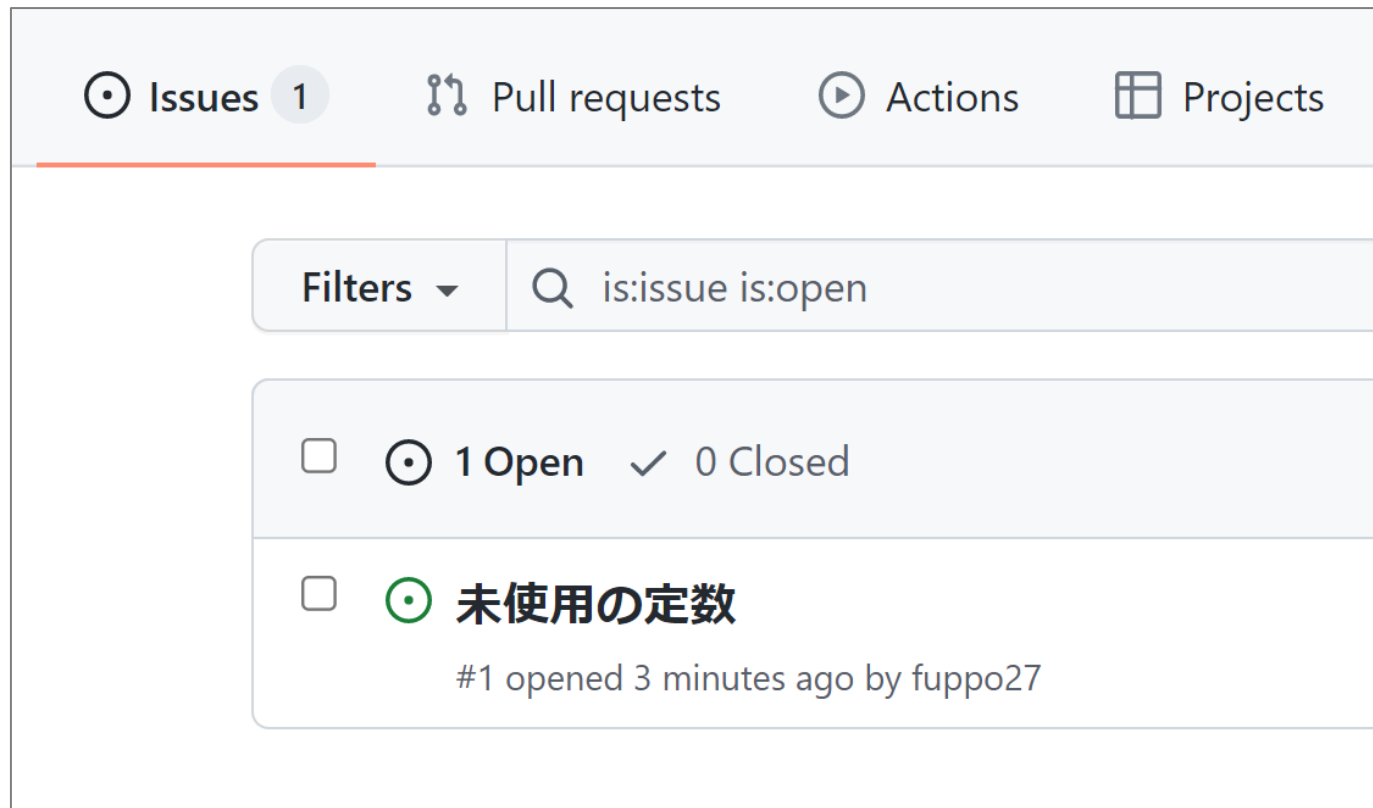 Issues 1 Pull requests Actions Projects
Filters is:issue is:open
1 Open 0 Closed
未使用の定数
#1 opened 3 minutes ago by fuppo27